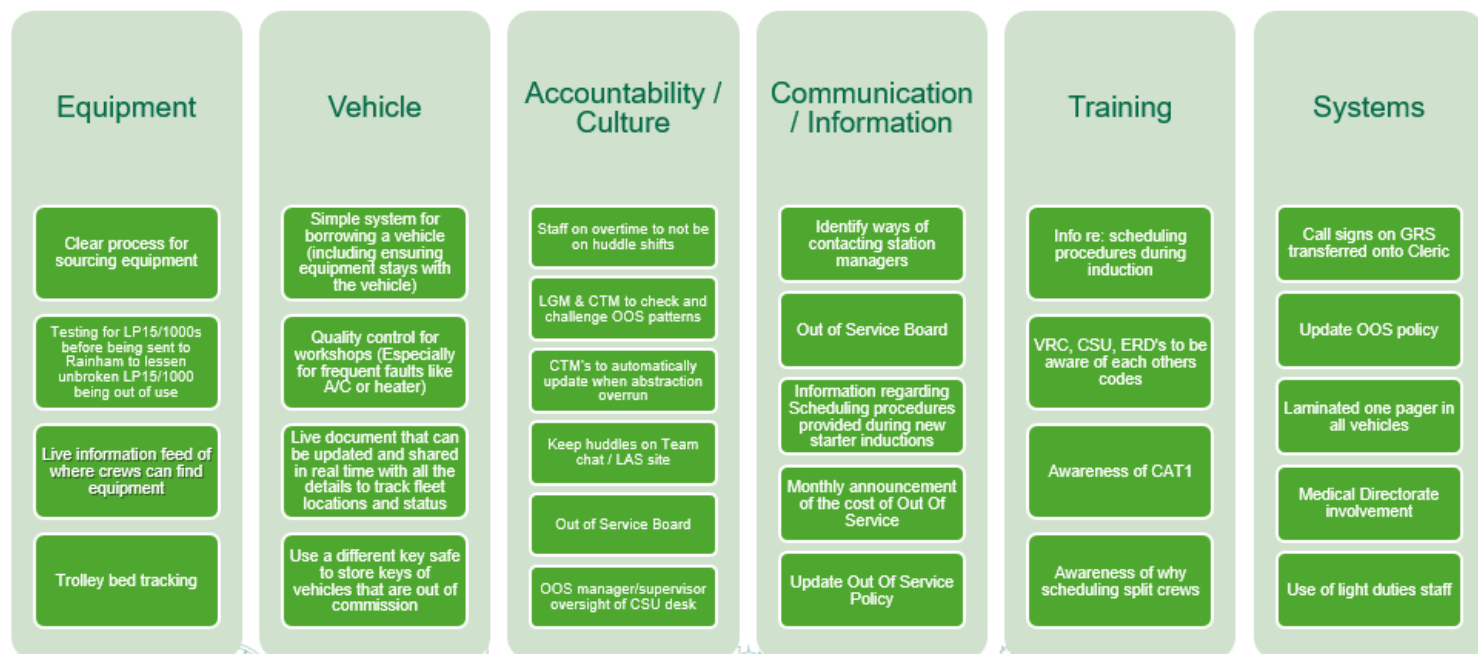 Equipment
Clear process for
sourcing equipment
Testing for LP15/1000s
before being sent to
Rainham to lessen
unbroken LP15/1000
being out of use
Live information feed of
where crews can find
equipment
Trolley bed tracking
Vehicle
Simple system for
borrowing a vehicle
(including ensuring
equipment stays with
the vehicle)
Quality control for
workshops (Especially
for frequent faults like
A/C or heater)
Live document that can
be updated and shared
in real time with all the
details to track fleet
locations and status
Use a different key safe
to store keys of
vehicles that are out of
commission
Accountability /
Culture
Staff on overtime to not be
on huddle shifts
LGM & CTM to check and
challenge OOS patterns
CTM's to automatically
update when abstraction
overrun
Keep huddles on Team
chat / LAS site
Out of Service Board
OOS manager/supervisor
oversight of CSU desk
Communication
/ Information
Identify ways of
contacting station
managers
Out of Service Board
Information regarding
Scheduling procedures
provided during new
starter inductions
Monthly announcement
of the cost of Out Of
Service
Update Out Of Service
Policy
Training
Info re: scheduling
procedures during
induction
VRC, CSU, ERD's to be
aware of each others
codes
Awareness of CAT1
Awareness of why
scheduling split crews
Systems
Call signs on GRS
transferred onto Cleric
Update OOS policy
Laminated one pager in
all vehicles
Medical Directorate
involvement
Use of light duties staff